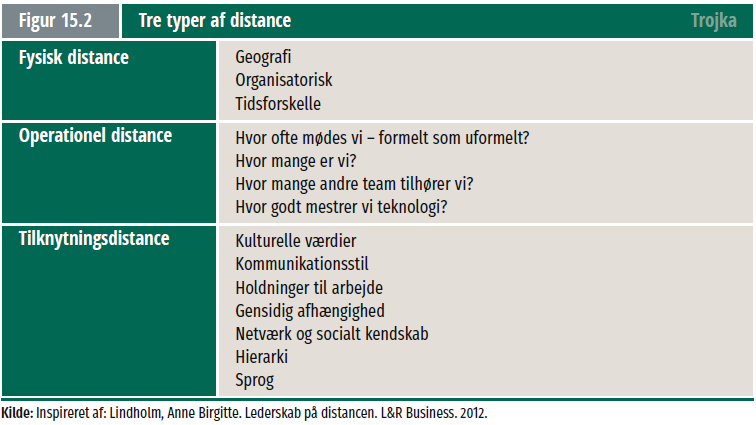 Figur 15.2 Tre typer af distance Trojka
Fysisk distance Geografi
Organisatorisk
Tidsforskelle
Operationel distance Hvor ofte mødes vi – formelt som uformelt?
Hvor mange er vi?
Hvor mange andre team tilhører vi?
Hvor godt mestrer vi teknologi?
Tilknytningsdistance Kulturelle værdier
Kommunikationsstil
Holdninger til arbejde
Gensidig afhængighed
Netværk og socialt kendskab
Hierarki
Sprog
Kilde: Inspireret af: Lindholm, Anne Birgitte. Lederskab på distancen. L&R Business. 2012.